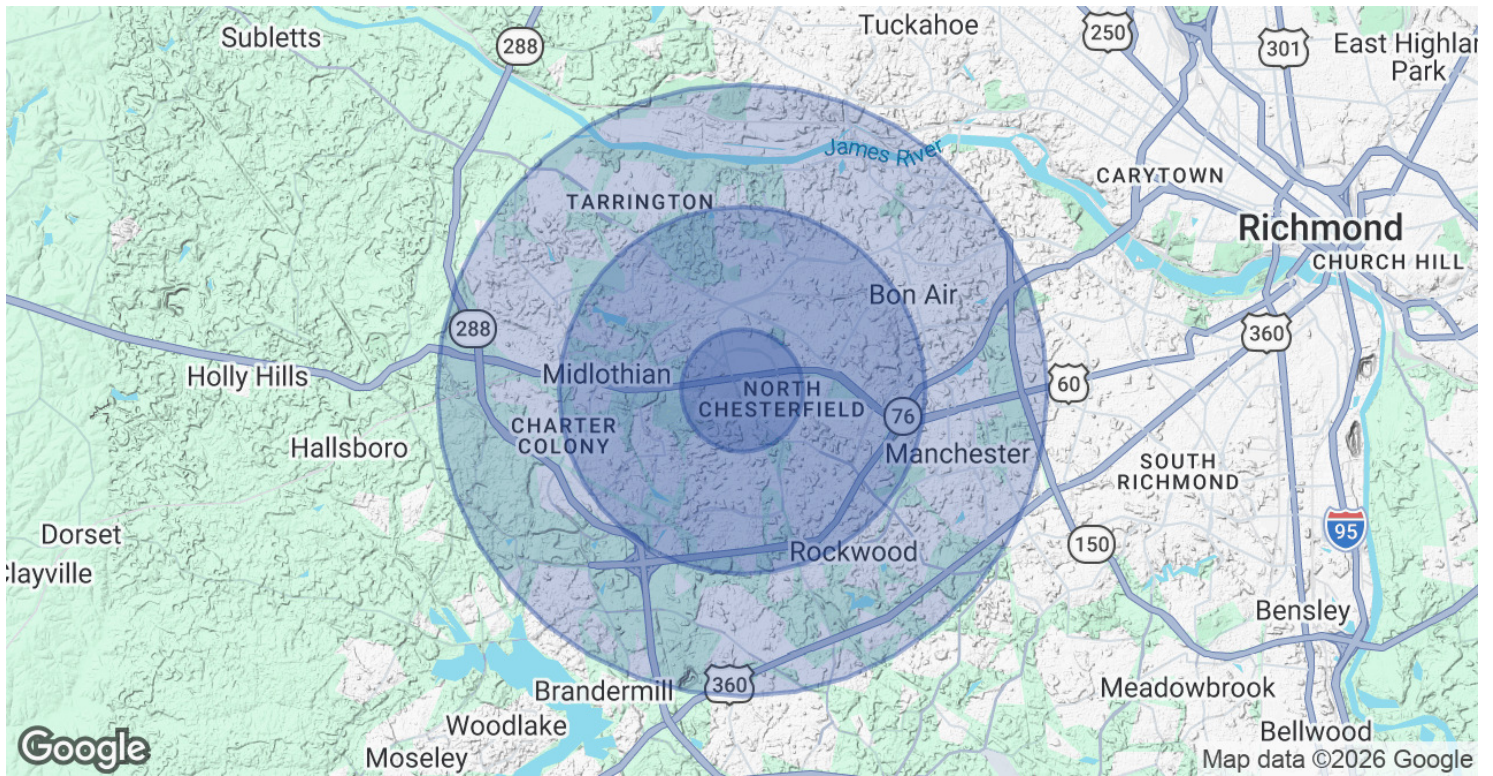 Subletts
288
Tuckahoe
250
301
East Highlan
Park
James River
CARYTOWN
TARRINGTON
Richmond
CHURCH HILL
Bon Air
288
360
Holly Hills
Midlothian
NORTH
CHESTERFIELD
60
76
CHARTER
COLONY
Hallsboro
Manchester
SOUTH
RICHMOND
Dorset
95
150
Rockwood
Clayville
Bensley
Brandermill
360
Meadowbrook
Woodlake
Bellwood
Moseley
Google
Map data ©2026 Google